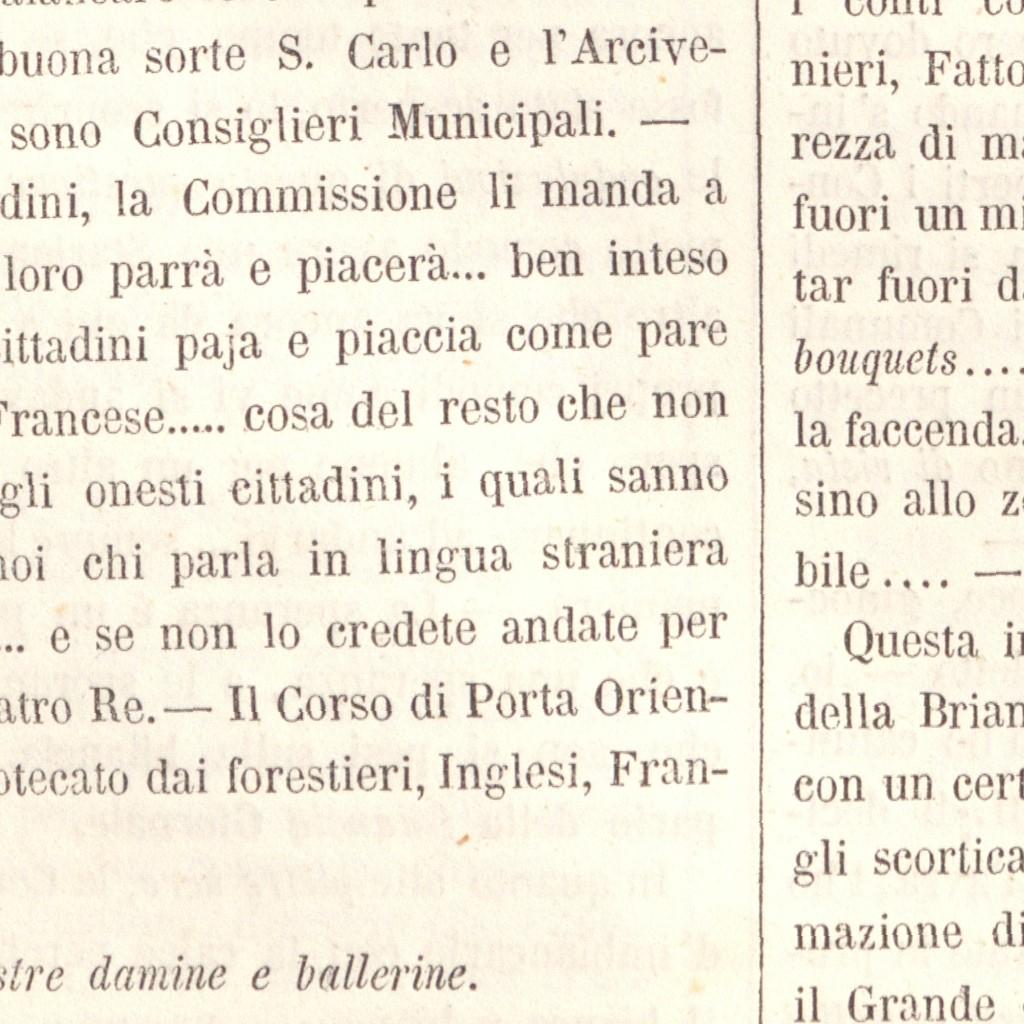 buona sorte S. Carlo e l'Arcive-
sono Consiglieri Municipali. —
dini, la Commissione li manda a
loro parrà e piacerà... ben inteso
ittadini paja e piaccia come pare
Francese..... cosa del resto che non
gli onesti cittadini, i quali sanno
noi chi parla in lingua straniera
... e se non lo credete andate per
atro Re. — Il Corso di Porta Orien-
otecato dai forestieri, Inglesi, Fran-
stre damine e ballerine.
nieri, Fatto
rezza di ma
fuori un mi
tar fuori d
bouquets....
la faccenda.
sino allo z
bile .... —
Questa i
della Brian
con un cert
gli scortica
mazione di
il Grande